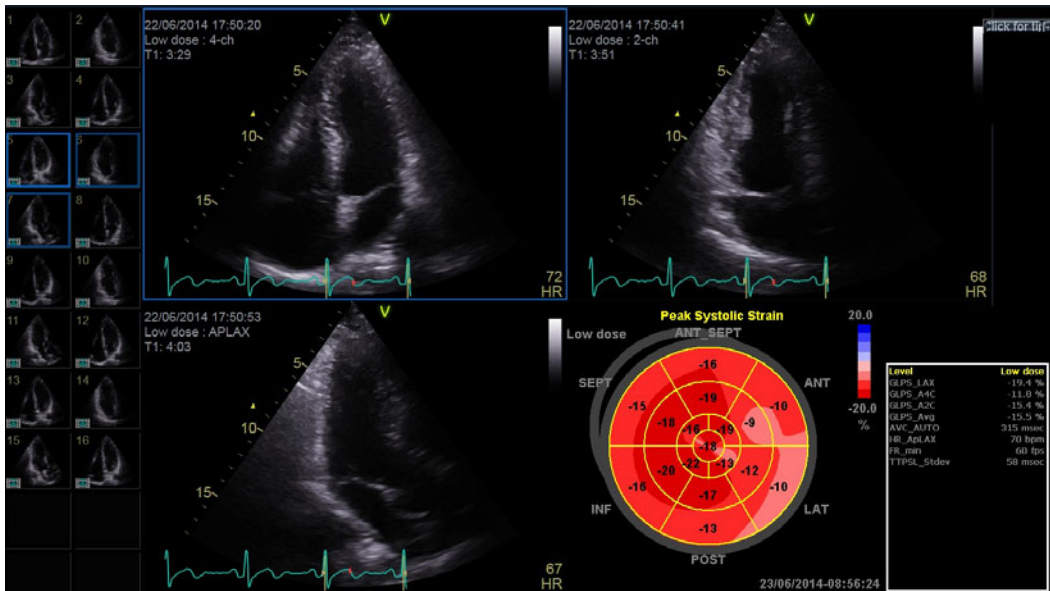 1
2
3
4
5
6
7
8
9
10
11
12
13
14
15
16
22/06/2014 17:50:20
Low dose : 4-ch
T1: 3:29
V
5
10
15
72
HR
22/06/2014 17:50:41
Low dose : 2-ch
T1: 3:51
V
5
10
15
68
HR
22/06/2014 17:50:53
Low dose : APLAX
T1: 4:03
V
5
10
15
67
HR
Low dose
Peak Systolic Strain
ANT_SEPT
SEPT
ANT
INF
LAT
POST
-16
-15
-10
-19
-18
-9
-16
-19
-18
-22
-13
-20
-12
-16
-10
-17
-13
20.0
-20.0
%
23/06/2014-08:56:24
Level Low dose
GLPS_LAX -19.4 %
GLPS_A4C -11.8 %
GLPS_A2C -15.4 %
GLPS_Avg -15.5 %
AVC_AUTO 315 msec
HR_ApLAX 70 bpm
FR_min 60 fps
TTPSL_Stdev 58 msec